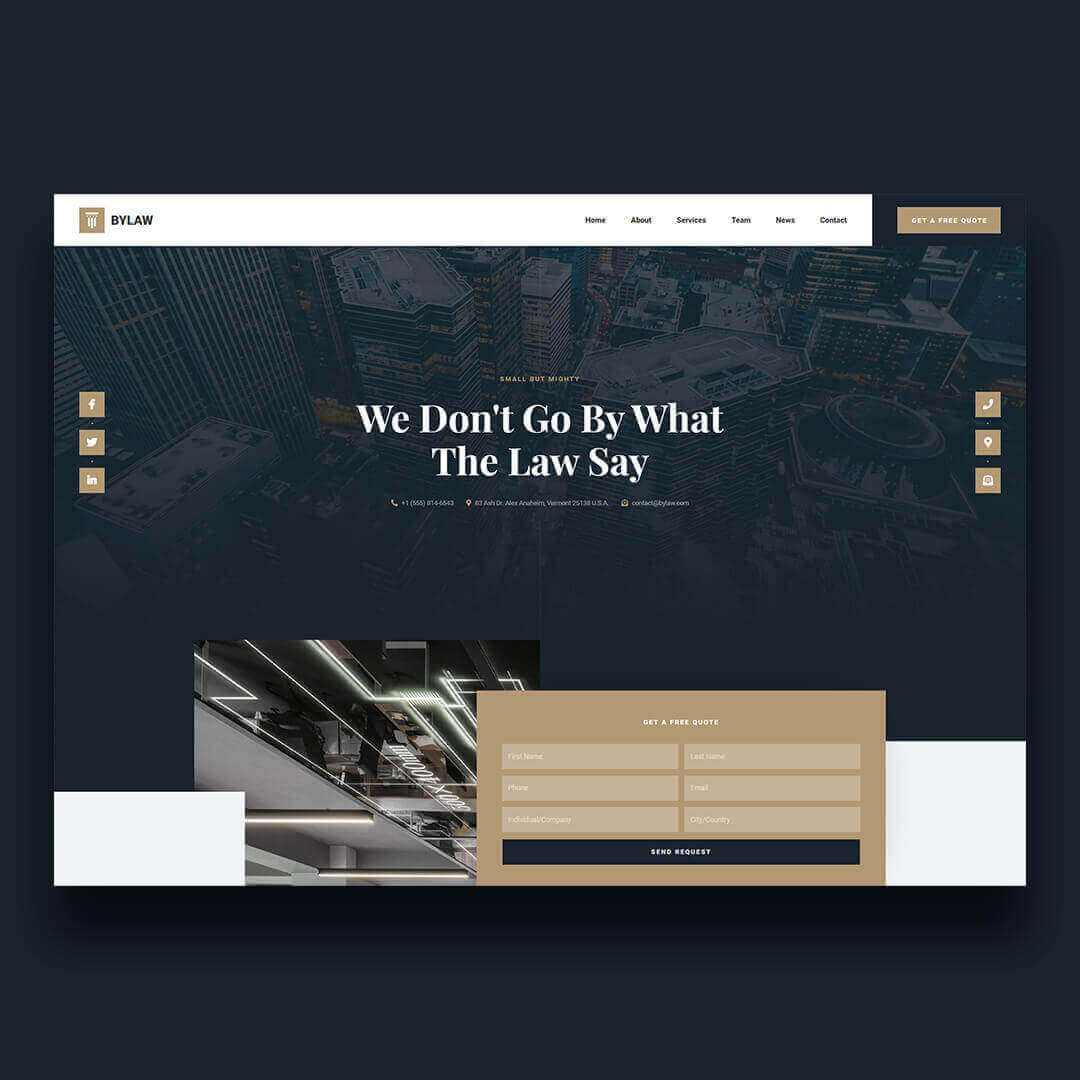 BYLAW
Home About Services Team News Contact
GET A FREE QUOTE
SMALL BUT MIGHTY
We Don't Go By What
The Law Say
+1 (555) 814-6543 83 Ash Dr. Alex Anaheim, Vermont 25138 U.S.A. contact@bylaw.com
GET A FREE QUOTE
First Name Last Name
Phone Email
Individual/Company City/Country
SEND REQUEST